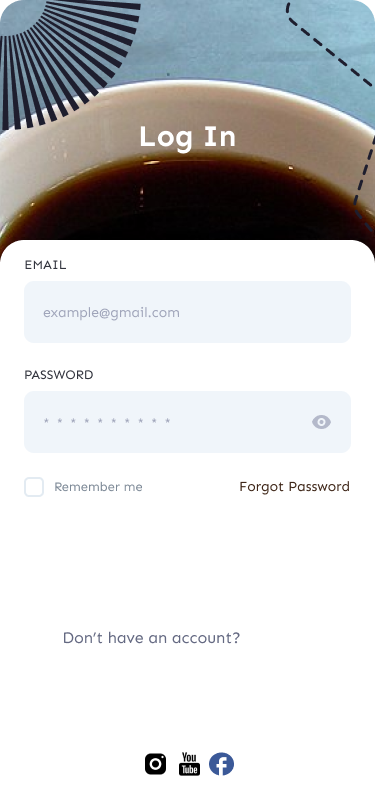 Log In
EMAIL
example@gmail.com
PASSWORD
* * * * * * * * * *
Remember me
Forgot Password
Don't have an account?
You
Tube